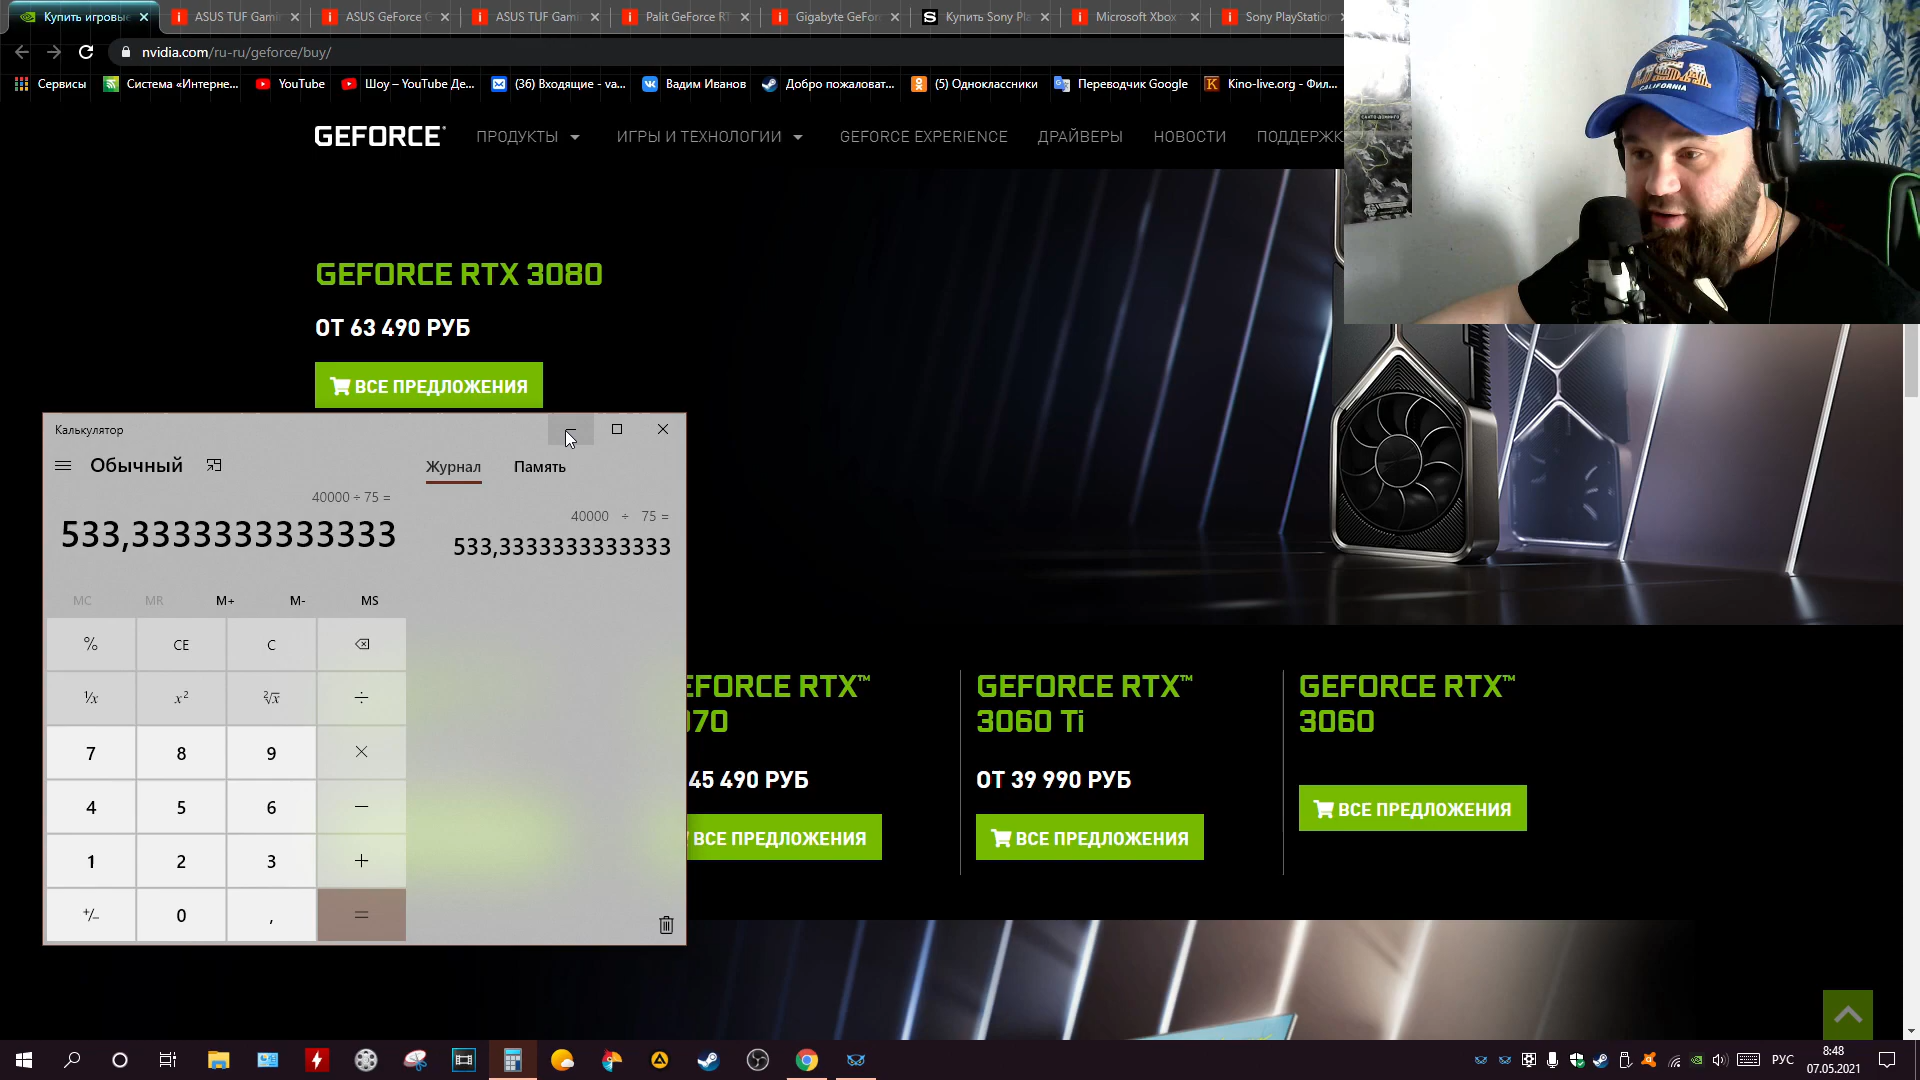 Купить игровые
ASUS TUF Gami
ASUS GeForce G
ASUS TUF Gami
Palit GeForce RT
Gigabyte GeFor
Купить Sony Pla
Microsoft Xbox
Sony PlayStation
nvidia.com/ru-ru/geforce/buy/
Сервисы
Система «Интерне...
YouTube
Шоу – YouTube Де...
(36) Входящие - va...
Вадим Иванов
Добро пожаловат...
(5) Одноклассники
Переводчик Google
Kino-live.org - Фил...
GEFORCE
ПРОДУКТЫ
ИГРЫ И ТЕХНОЛОГИИ
GEFORCE EXPERIENCE
ДРАЙВЕРЫ
НОВОСТИ
ПОДДЕРЖК
CALIFORNIA
GEFORCE RTX 3080
ОТ 63 490 РУБ
ВСЕ ПРЕДЛОЖЕНИЯ
Калькулятор
Обычный
Журнал
Память
40000 ÷ 75 =
533,3333333333333
40000 ÷ 75 =
533,3333333333333
MC MR M+ M- MS
% CE C
⅟x x² ²√x ÷
7 8 9 ×
4 5 6 −
1 2 3 +
+/− 0 , =
EFORCE RTX™
070
45 490 РУБ
ВСЕ ПРЕДЛОЖЕНИЯ
GEFORCE RTX™
3060 Ti
ОТ 39 990 РУБ
ВСЕ ПРЕДЛОЖЕНИЯ
GEFORCE RTX™
3060
ВСЕ ПРЕДЛОЖЕНИЯ
РУС
8:48
07.05.2021